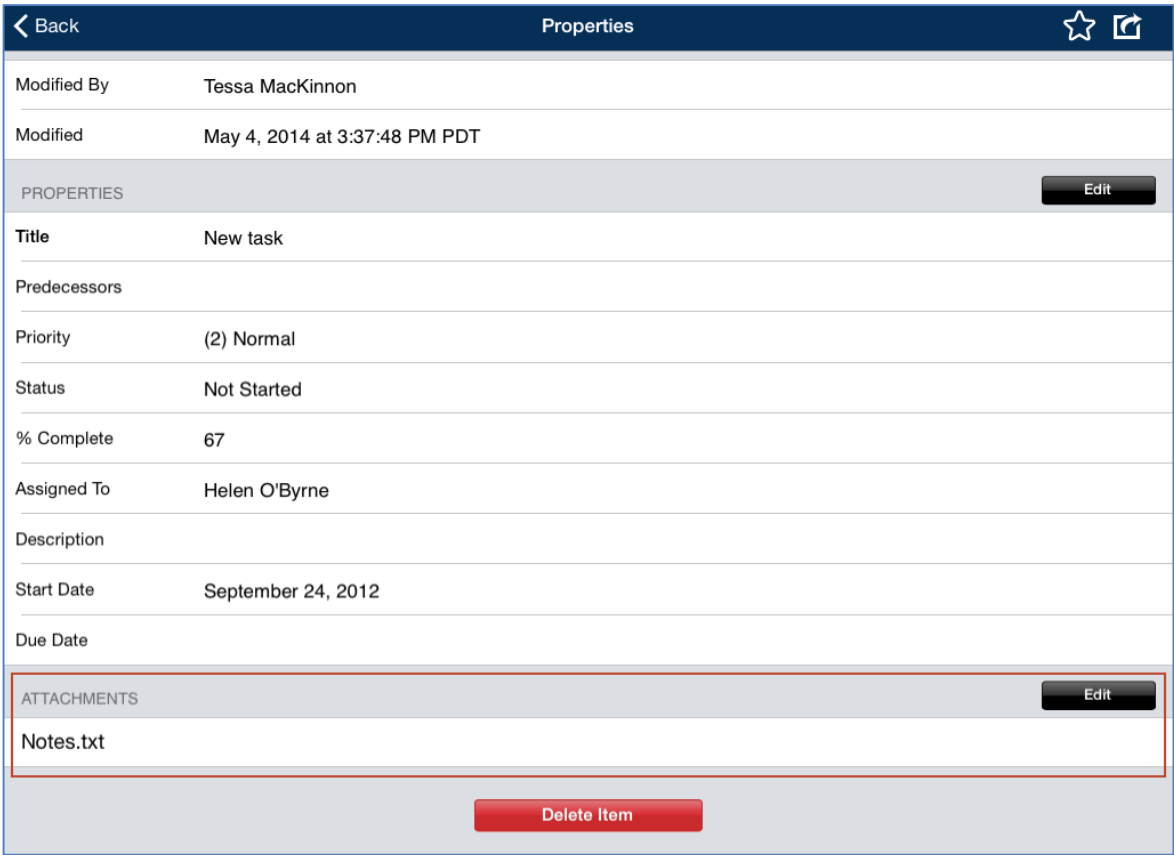 Back Properties
Modified By Tessa MacKinnon
Modified May 4, 2014 at 3:37:48 PM PDT
PROPERTIES Edit
Title New task
Predecessors
Priority (2) Normal
Status Not Started
% Complete 67
Assigned To Helen O'Byrne
Description
Start Date September 24, 2012
Due Date
ATTACHMENTS Edit
Notes.txt
Delete Item